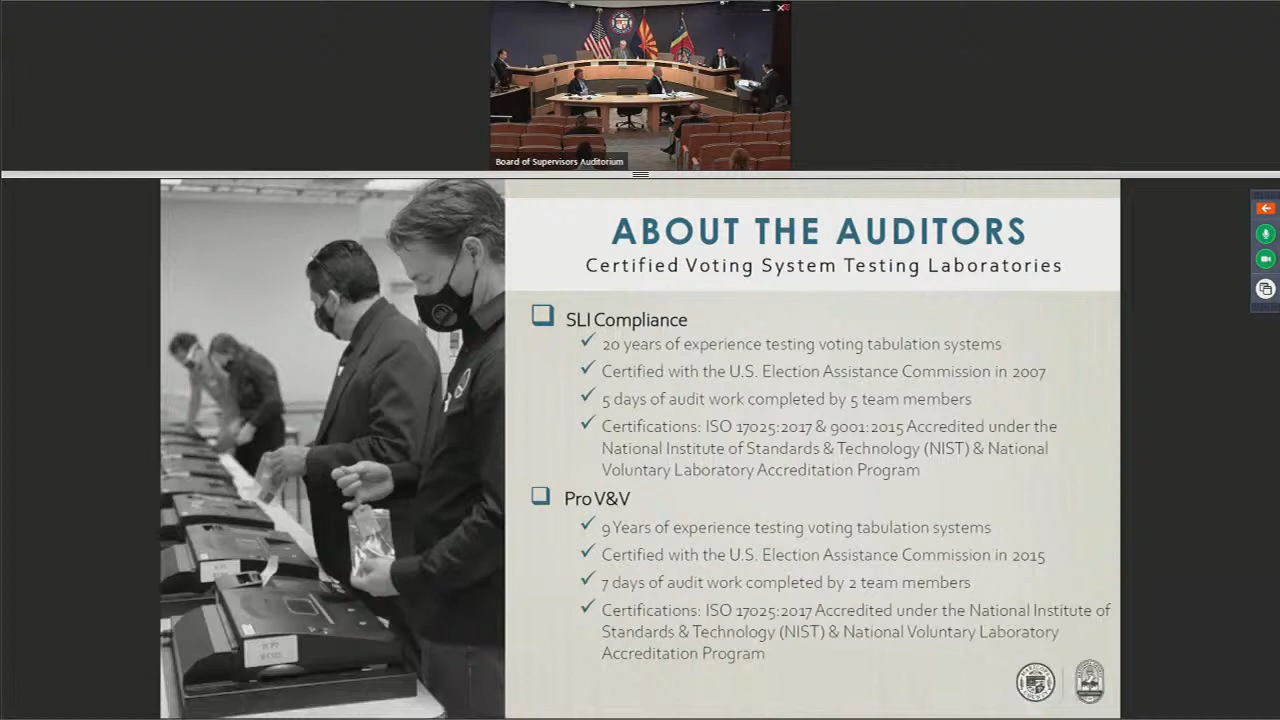 Board of Supervisors Auditorium
ABOUT THE AUDITORS
Certified Voting System Testing Laboratories
SLI Compliance
20 years of experience testing voting tabulation systems
Certified with the U.S. Election Assistance Commission in 2007
5 days of audit work completed by 5 team members
Certifications: ISO 17025:2017 & 9001:2015 Accredited under the
National Institute of Standards & Technology (NIST) & National
Voluntary Laboratory Accreditation Program
Pro V&V
9 Years of experience testing voting tabulation systems
Certified with the U.S. Election Assistance Commission in 2015
7 days of audit work completed by 2 team members
Certifications: ISO 17025:2017 Accredited under the National Institute of
Standards & Technology (NIST) & National Voluntary Laboratory
Accreditation Program